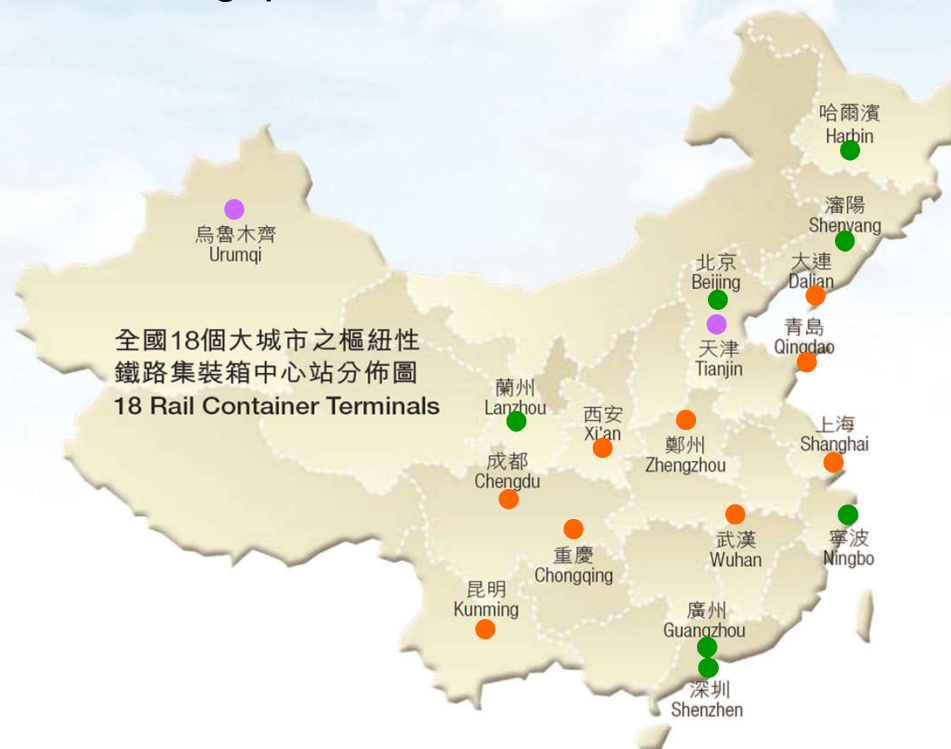 哈爾濱
Harbin
瀋陽
Shenyang
烏魯木齊
Urumqi
北京
Beijing
大連
Dalian
青島
Qingdao
天津
Tianjin
全國18個大城市之樞紐性
鐵路集裝箱中心站分佈圖
18 Rail Container Terminals
蘭州
Lanzhou
西安
Xi'an
鄭州
Zhengzhou
上海
Shanghai
成都
Chengdu
重慶
Chongqing
武漢
Wuhan
寧波
Ningbo
昆明
Kunming
廣州
Guangzhou
深圳
Shenzhen